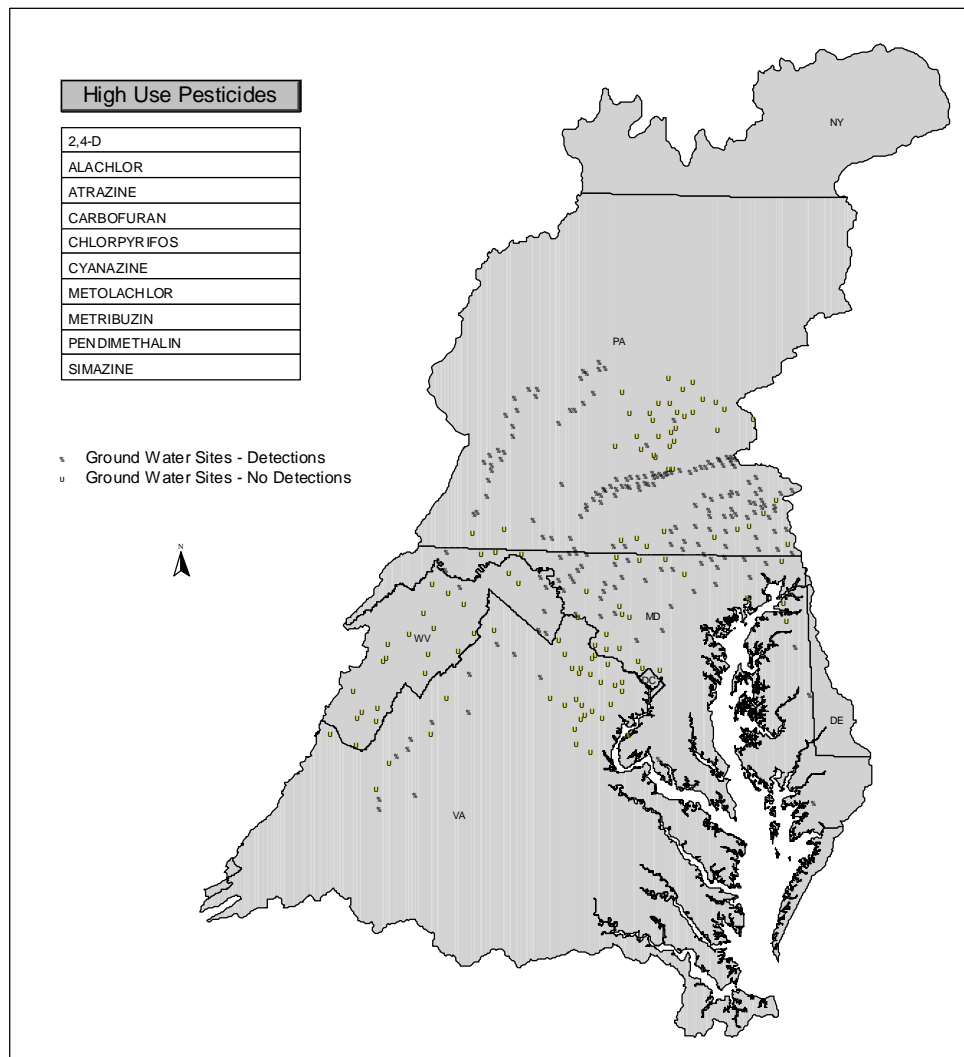 High Use Pesticides
2,4-D
ALACHLOR
ATRAZINE
CARBOFURAN
CHLORPYRIFOS
CYANAZINE
METOLACHLOR
METRIBUZIN
PENDIMETHALIN
SIMAZINE
% Ground Water Sites - Detections
U Ground Water Sites - No Detections
N
NY
PA
MD
WV
DC
DE
VA